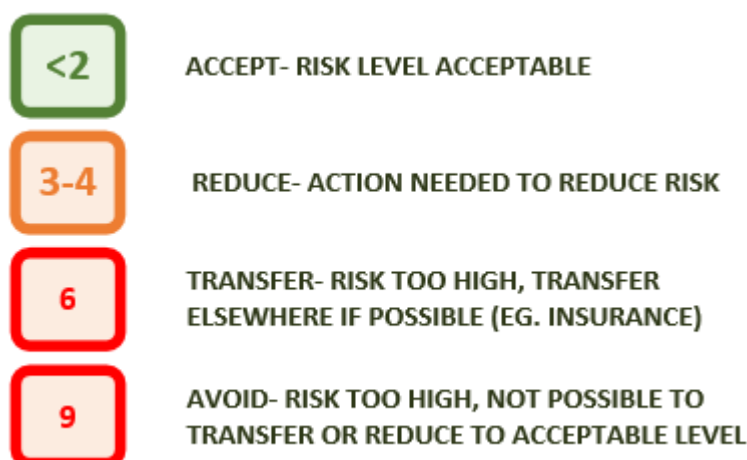 <2
ACCEPT- RISK LEVEL ACCEPTABLE
3-4
REDUCE- ACTION NEEDED TO REDUCE RISK
6
TRANSFER- RISK TOO HIGH, TRANSFER
ELSEWHERE IF POSSIBLE (EG. INSURANCE)
9
AVOID- RISK TOO HIGH, NOT POSSIBLE TO
TRANSFER OR REDUCE TO ACCEPTABLE LEVEL